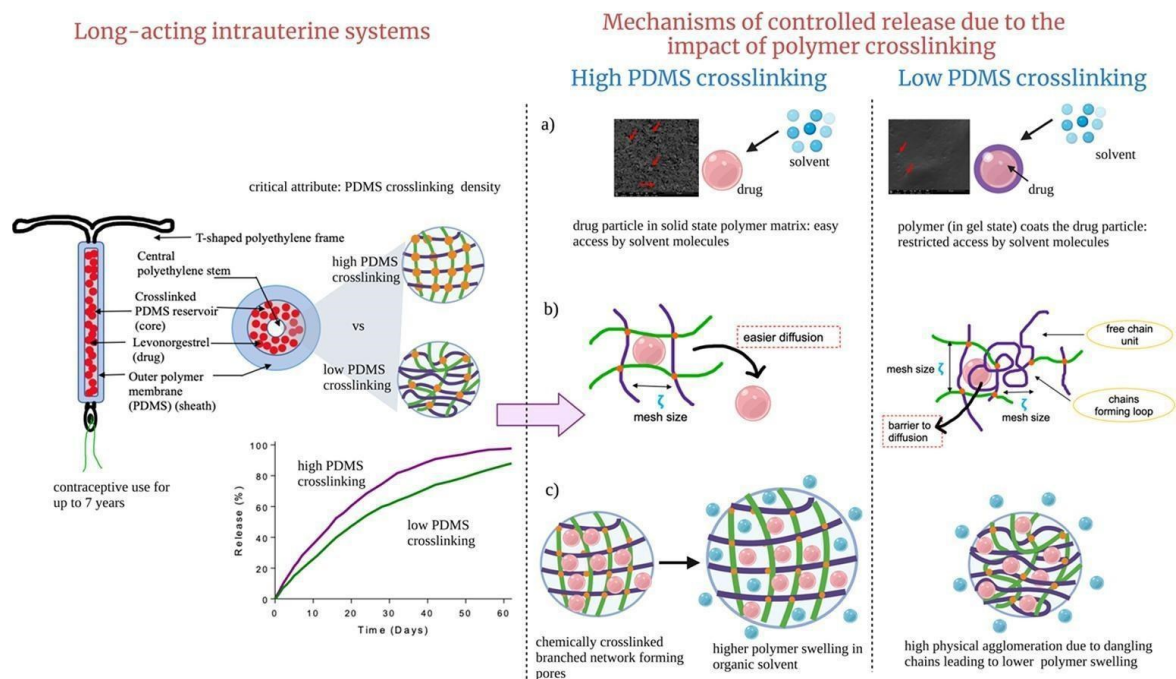 Long-acting intrauterine systems
critical attribute: PDMS crosslinking density
T-shaped polyethylene frame
Central
polyethylene stem
Crosslinked
PDMS reservoir
(core)
Levonorgestrel
(drug)
Outer polymer
membrane
(PDMS) (sheath)
contraceptive use for
up to 7 years
high PDMS
crosslinking
vs
low PDMS
crosslinking
Release (%)
100
80
60
40
20
0
high PDMS
crosslinking
low PDMS
crosslinking
0
10
20
30
40
50
60
Time (Days)
Mechanisms of controlled release due to the
impact of polymer crosslinking
High PDMS crosslinking
Low PDMS crosslinking
a)
solvent
drug
drug particle in solid state polymer matrix: easy
access by solvent molecules
solvent
drug
polymer (in gel state) coats the drug particle:
restricted access by solvent molecules
b)
easier diffusion
ζ
mesh size
free chain
unit
mesh size ζ
ζ
mesh size
chains
forming loop
barrier to
diffusion
c)
chemically crosslinked
branched network forming
pores
higher polymer swelling in
organic solvent
high physical agglomeration due to dangling
chains leading to lower polymer swelling